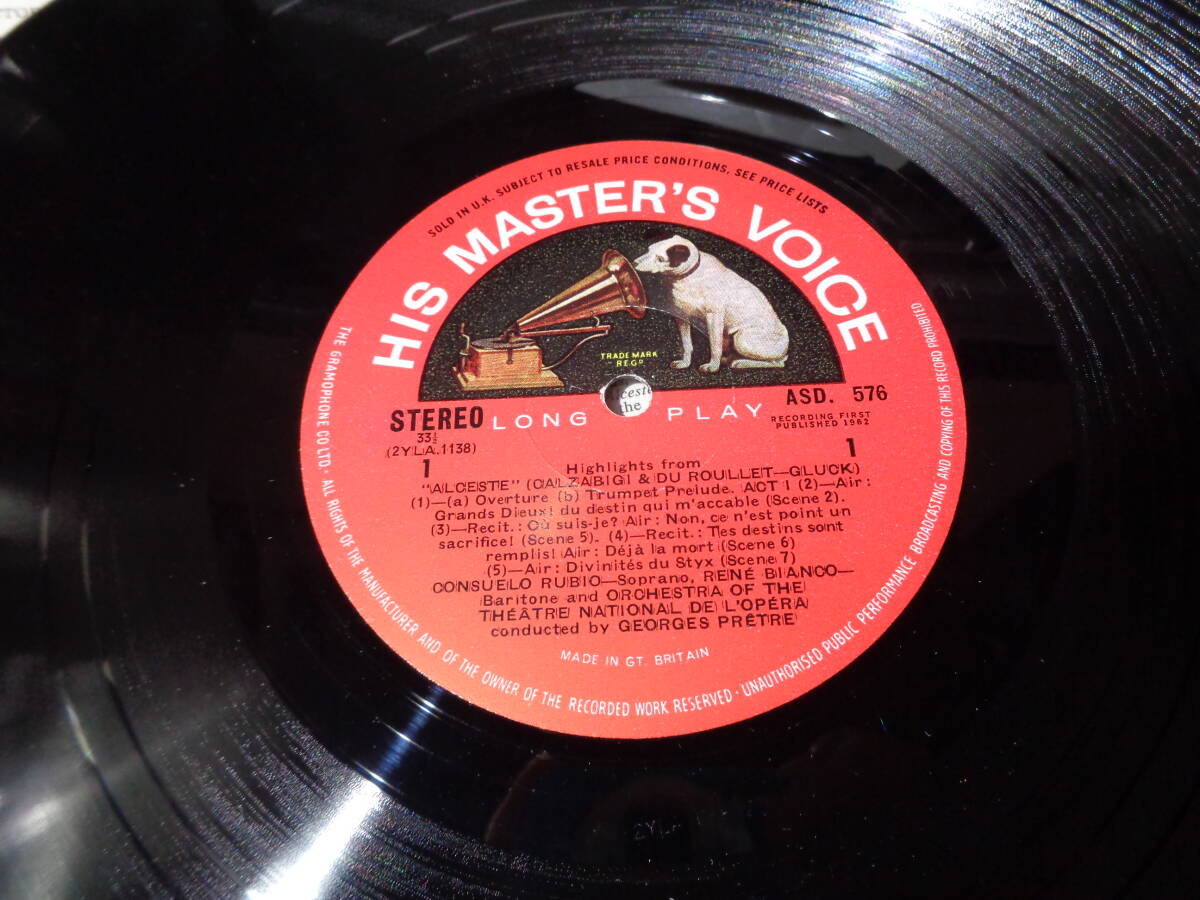 SOLD IN U.K. SUBJECT TO RESALE PRICE CONDITIONS, SEE PRICE LISTS
HIS MASTER'S VOICE
TRADE MARK
REGD
STEREO
LONG PLAY
ASD. 576
RECORDING FIRST
PUBLISHED 1962
33⅓
(2YLA.1138)
1
1
Highlights from
"ALCESTE" (CALZABIGI & DU ROULLET—GLUCK)
(1)—(a) Overture (b) Trumpet Prelude. ACT I (2)—Air:
Grands Dieux! du destin qui m'accable (Scene 2).
(3)—Recit.: Où suis-je? Air: Non, ce n'est point un
sacrifice! (Scene 5). (4)—Recit.: Tes destins sont
remplis! Air: Déjà la mort (Scene 6)
(5)—Air: Divinités du Styx (Scene 7)
CONSUELO RUBIO—Soprano, RENÉ BIANCO—
Baritone and ORCHESTRA OF THE
THÉÂTRE NATIONAL DE L'OPÉRA
conducted by GEORGES PRÊTRE
MADE IN GT. BRITAIN
THE GRAMOPHONE CO LTD. · ALL RIGHTS OF THE MANUFACTURER AND OF THE OWNER OF THE RECORDED WORK RESERVED · UNAUTHORISED PUBLIC PERFORMANCE BROADCASTING AND COPYING OF THIS RECORD PROHIBITED
the